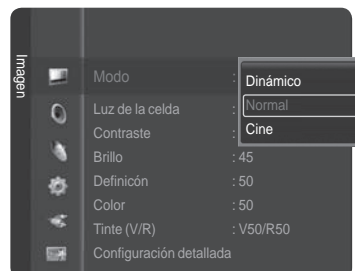 Imagen
Modo :
Dinámico
Normal
Cine
Luz de la celda :
Contraste :
Brillo : 45
Definicón : 50
Color : 50
Tinte (V/R) : V50/R50
Configuración detallada